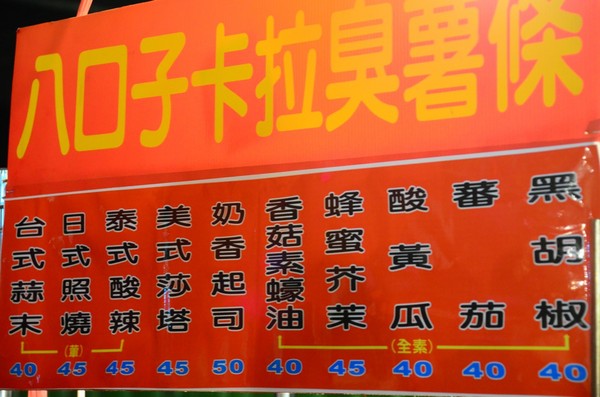 八口子卡拉臭薯條
台式蒜末
日式照燒
泰式酸辣
美式莎塔
奶香起司
香菇素蠔油
蜂蜜芥茉
酸黃瓜
蕃茄
黑胡椒
(葷)
(全素)
40 45 45 45 50 40 45 40 40 40